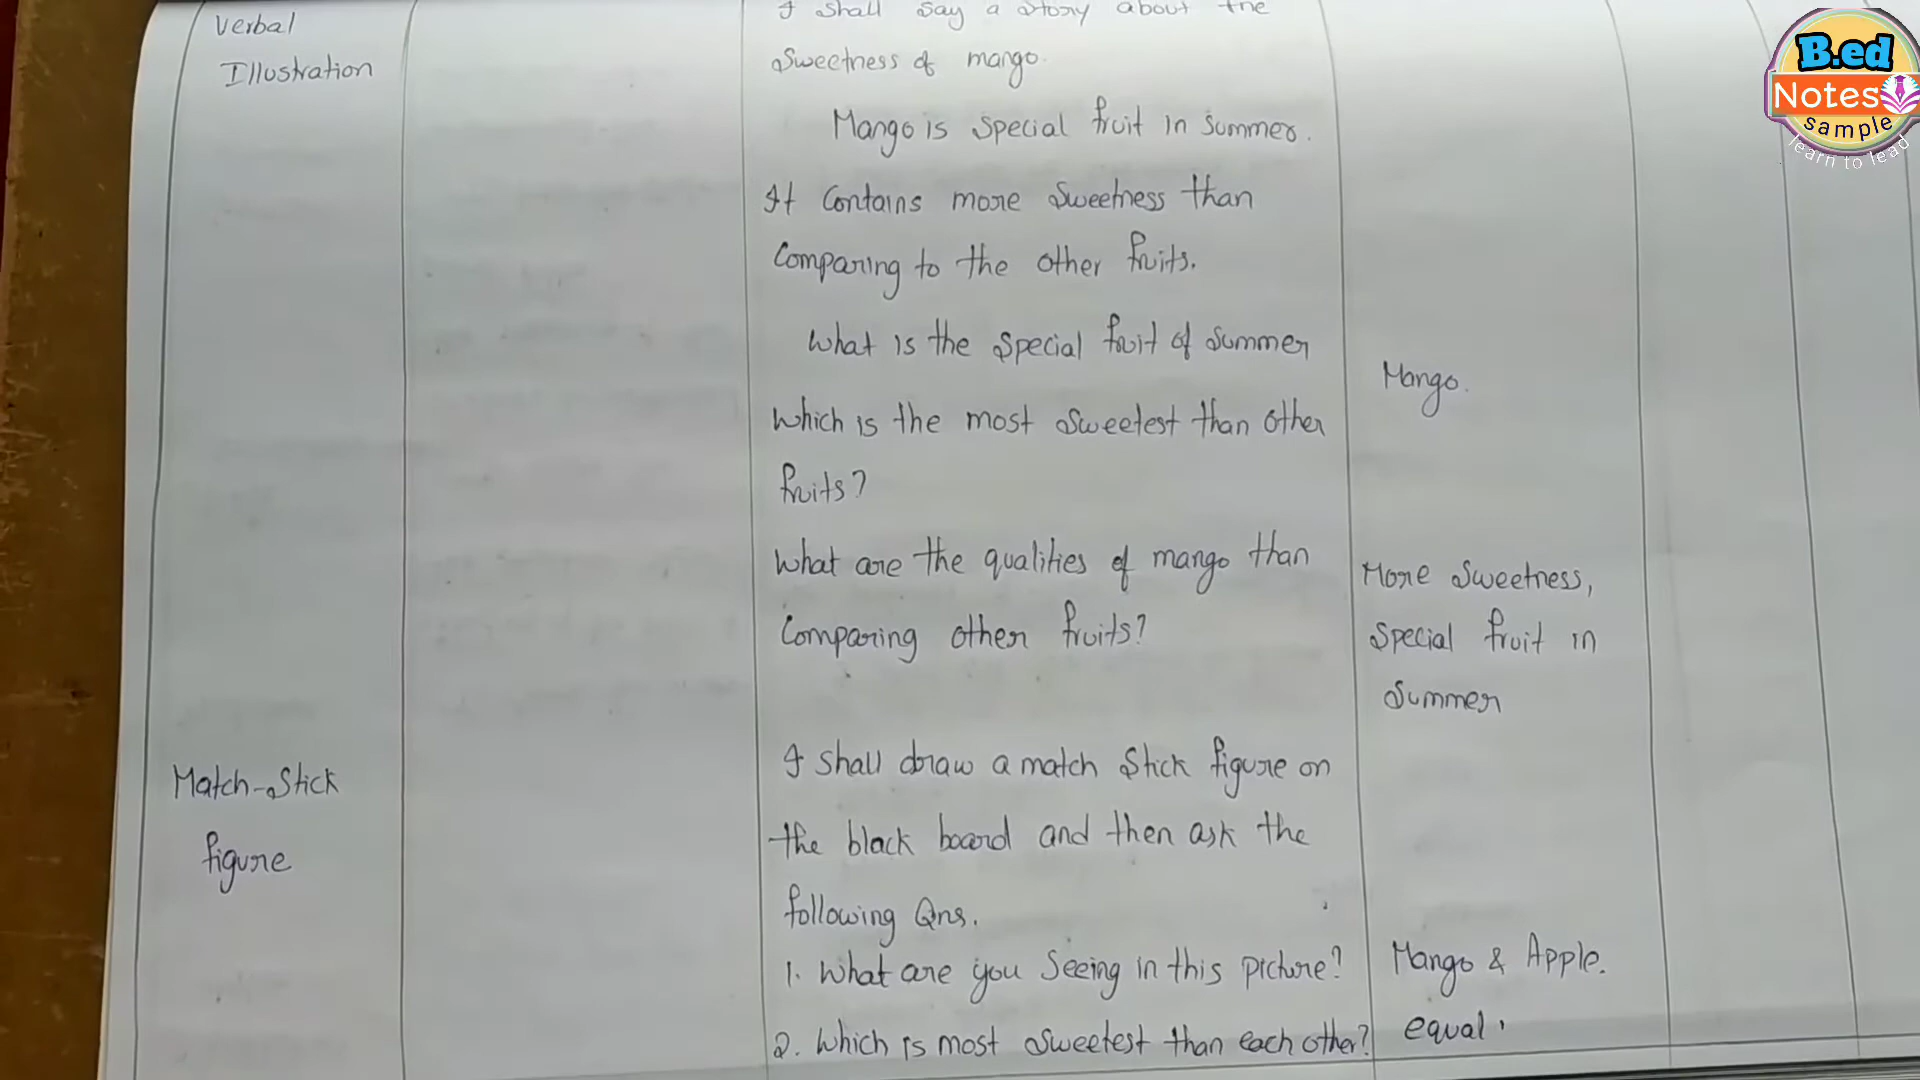 Verbal
Illustration
I shall say a story about the
sweetness of mango.
Mango is special fruit in summer.
It contains more sweetness than
comparing to the other fruits.
What is the special fruit of summer
Mango.
Which is the most sweetest than other
fruits?
What are the qualities of mango than
comparing other fruits?
More sweetness,
special fruit in
summer
Match-stick
figure
I shall draw a match stick figure on
the black board and then ask the
following Qns.
1. What are you seeing in this picture?
Mango & Apple.
2. Which is most sweetest than each other?
equal.
B.ed
Notes
sample
learn to lead